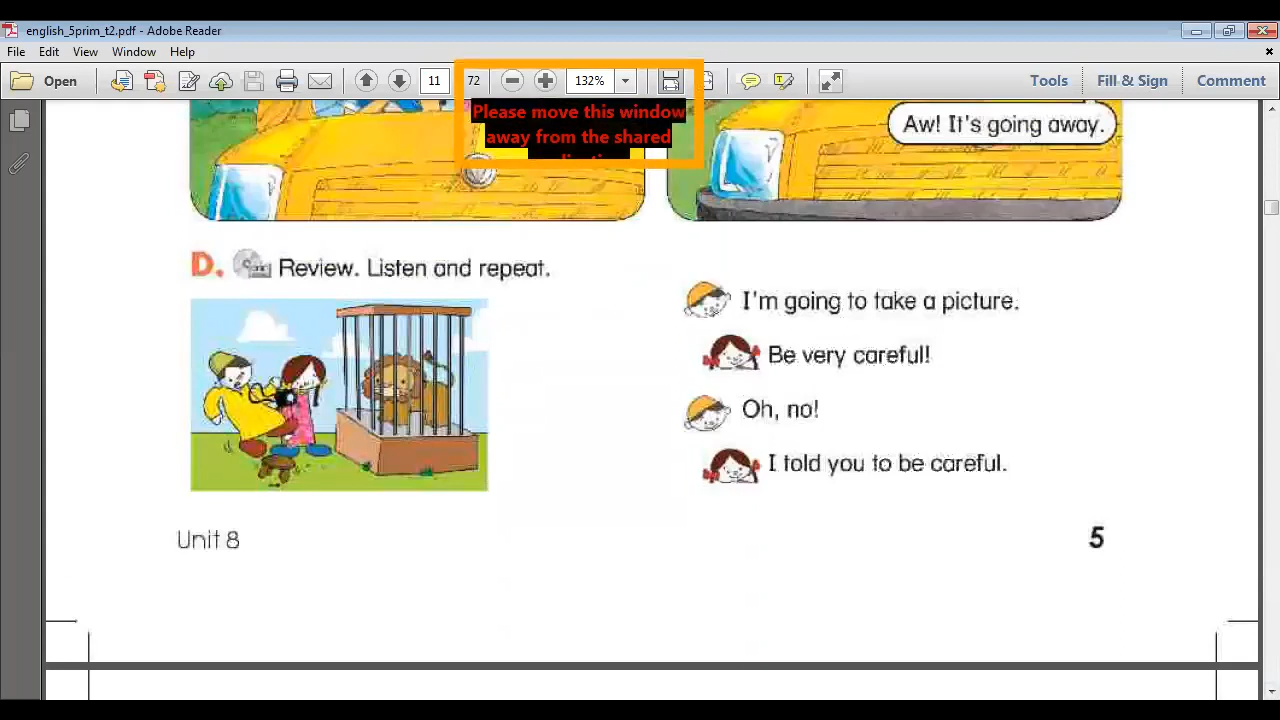 english_5prim_t2.pdf - Adobe Reader
File Edit View Window Help
Open 11 72 132% Tools Fill & Sign Comment
Please move this window
away from the shared
Aw! It's going away.
D. Review. Listen and repeat.
I'm going to take a picture.
Be very careful!
Oh, no!
I told you to be careful.
Unit 8
5